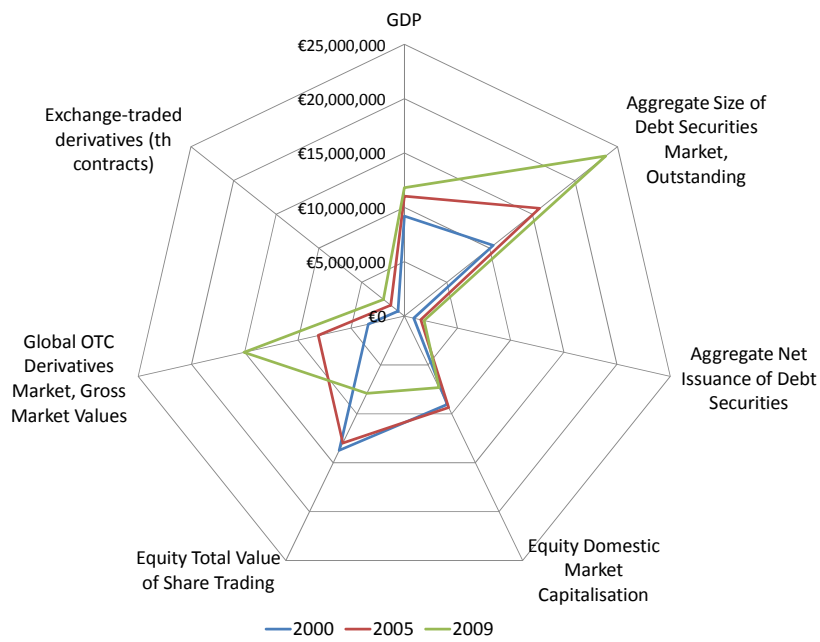 GDP
€25,000,000
€20,000,000
€15,000,000
€10,000,000
€5,000,000
€0
Aggregate Size of
Debt Securities
Market,
Outstanding
Aggregate Net
Issuance of Debt
Securities
Equity Domestic
Market
Capitalisation
Equity Total Value
of Share Trading
Global OTC
Derivatives
Market, Gross
Market Values
Exchange-traded
derivatives (th
contracts)
2000 2005 2009